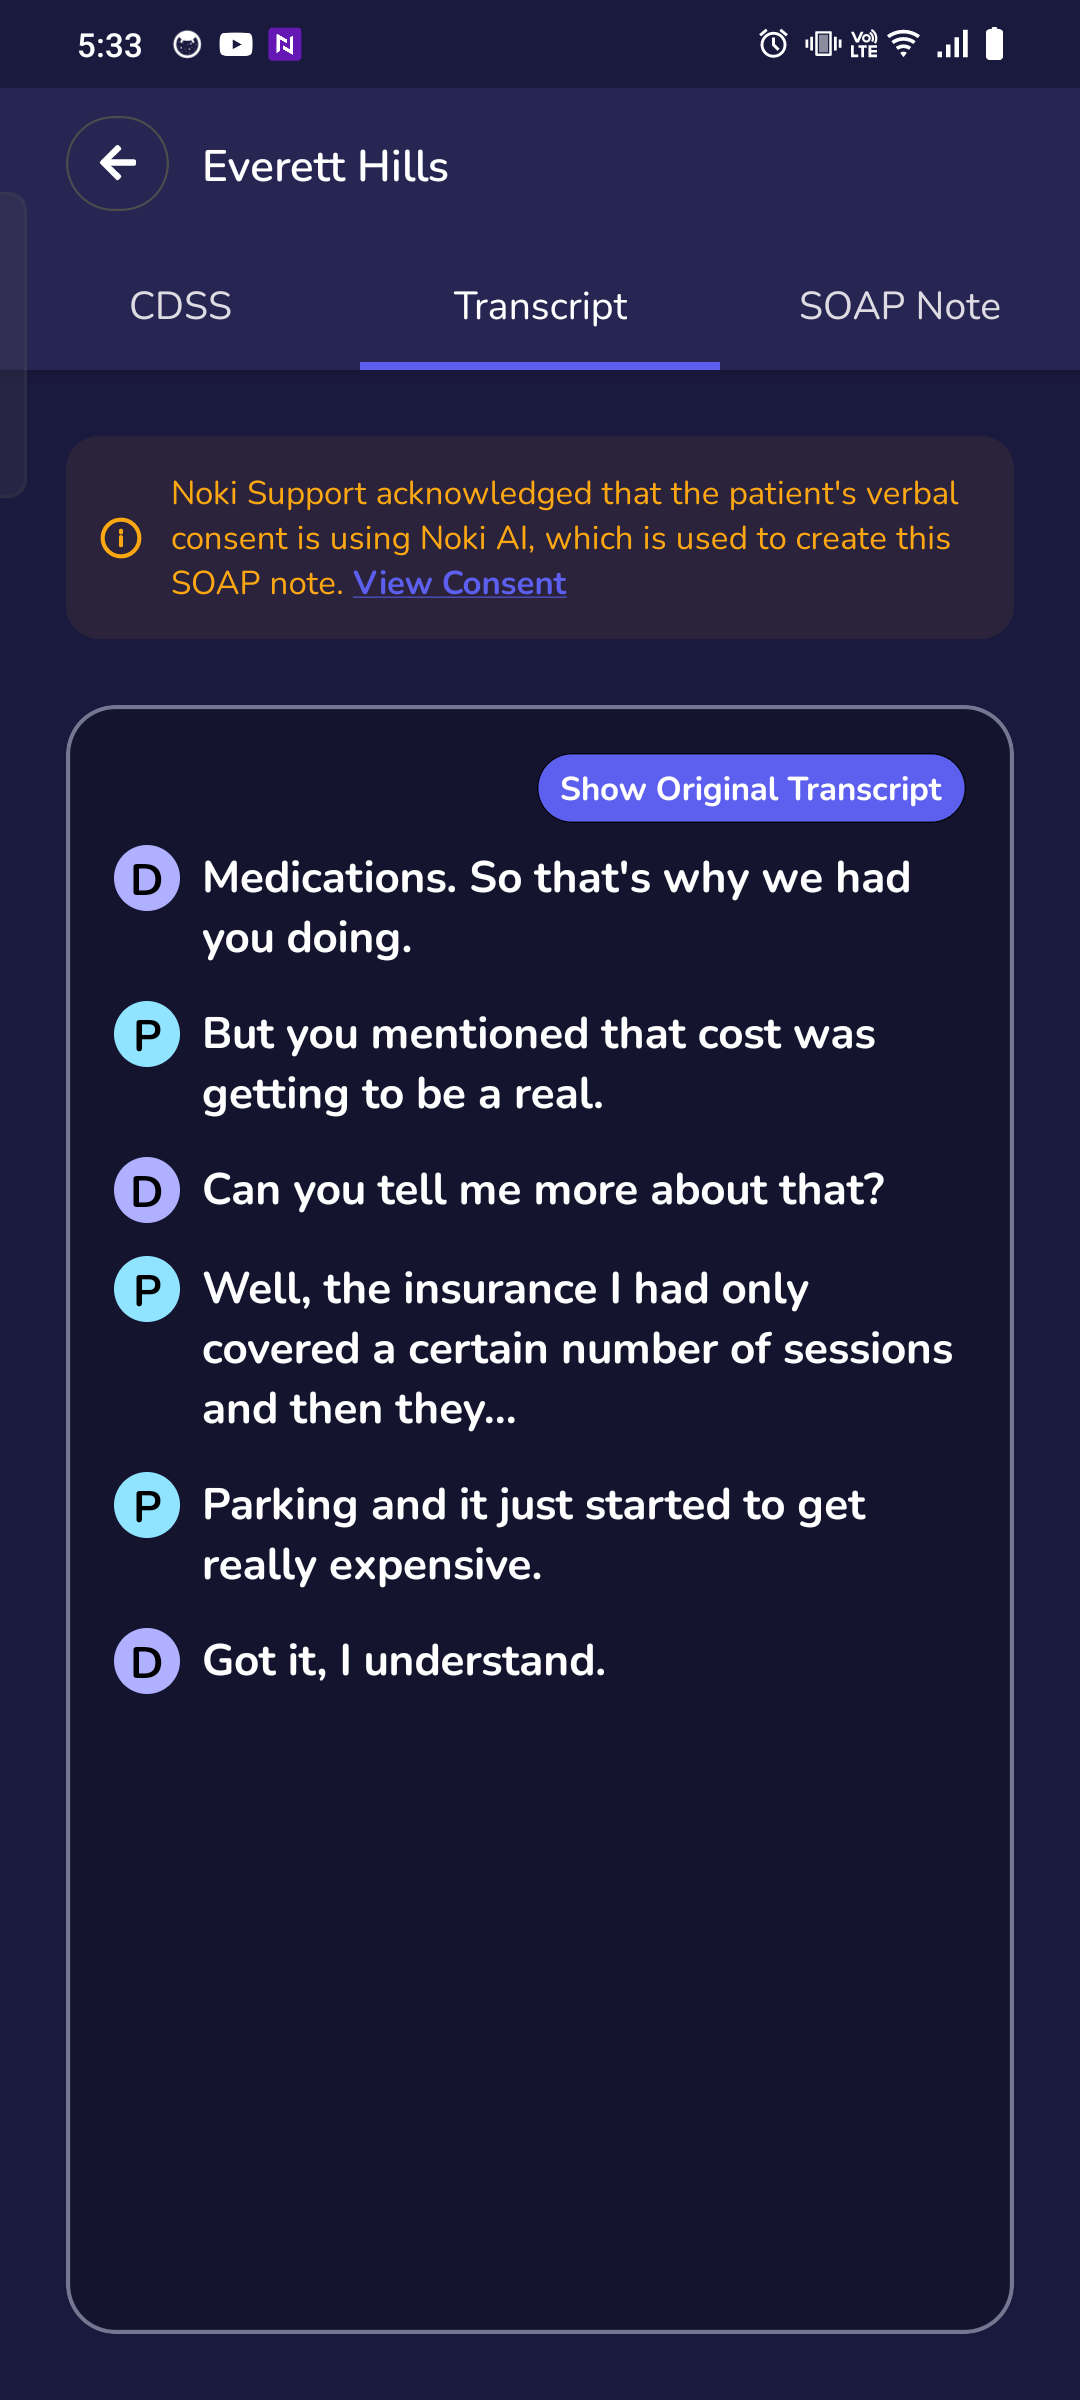 5:33
Vo) LTE
Everett Hills
CDSS
Transcript
SOAP Note
Noki Support acknowledged that the patient's verbal
consent is using Noki AI, which is used to create this
SOAP note. View Consent
Show Original Transcript
D Medications. So that's why we had
you doing.
P But you mentioned that cost was
getting to be a real.
D Can you tell me more about that?
P Well, the insurance I had only
covered a certain number of sessions
and then they...
P Parking and it just started to get
really expensive.
D Got it, I understand.